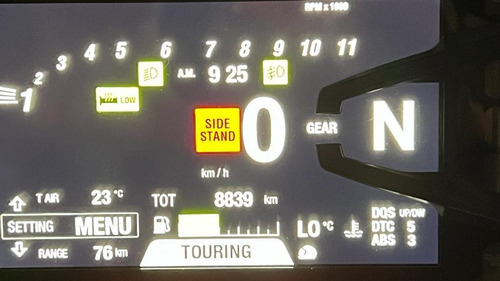 RPM x 1000
1 2 3 4 5 6 7 8 9 10 11
A.M. 9 25
LOW
SIDE
STAND
0
GEAR
N
km/h
T AIR 23 °C
TOT 8839 km
SETTING MENU
LO °C
DQS UP/DW
DTC 5
ABS 3
RANGE 76 km
TOURING